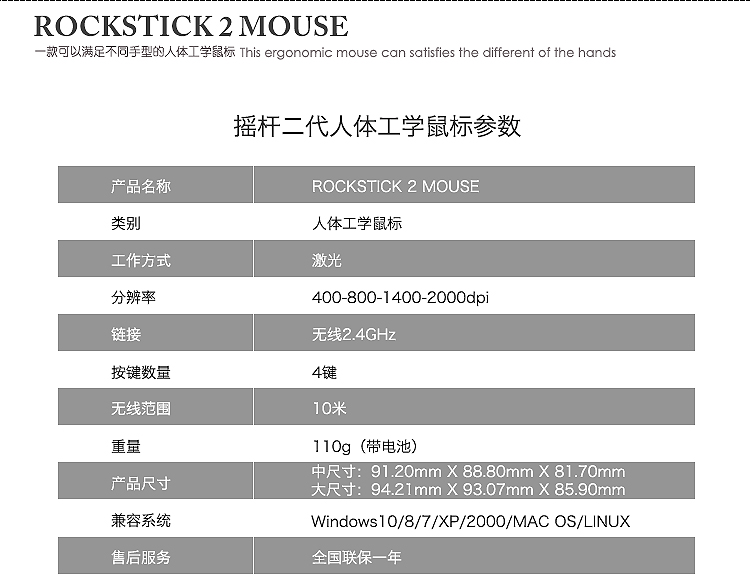 ROCKSTICK 2 MOUSE
一款可以满足不同手型的人体工学鼠标 This ergonomic mouse can satisfies the different of the hands
摇杆二代人体工学鼠标参数
产品名称 ROCKSTICK 2 MOUSE
类别 人体工学鼠标
工作方式 激光
分辨率 400-800-1400-2000dpi
链接 无线2.4GHz
按键数量 4键
无线范围 10米
重量 110g（带电池）
产品尺寸 中尺寸：91.20mm X 88.80mm X 81.70mm
大尺寸：94.21mm X 93.07mm X 85.90mm
兼容系统 Windows10/8/7/XP/2000/MAC OS/LINUX
售后服务 全国联保一年